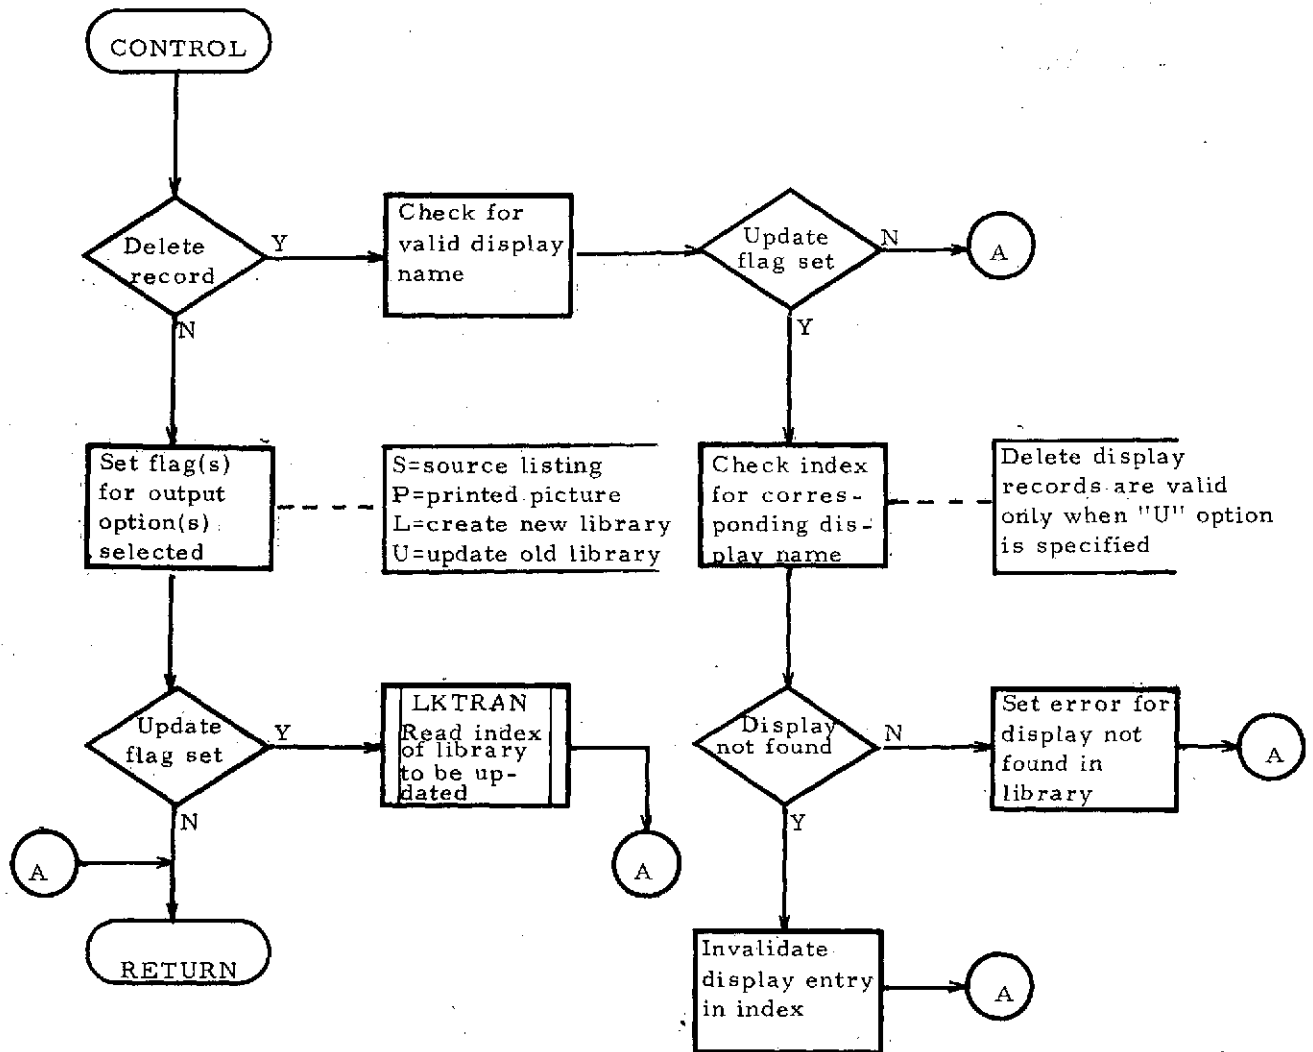 CONTROL
Delete
record
Y
N
Check for
valid display
name
Update
flag set
N
Y
A
Set flag(s)
for output
option(s)
selected
S=source listing
P=printed picture
L=create new library
U=update old library
Check index
for corres-
ponding dis-
play name
Delete display
records are valid
only when "U" option
is specified
Update
flag set
Y
N
LKTRAN
Read index
of library
to be up-
dated
A
Display
not found
N
Y
Set error for
display not
found in
library
A
A
RETURN
Invalidate
display entry
in index
A